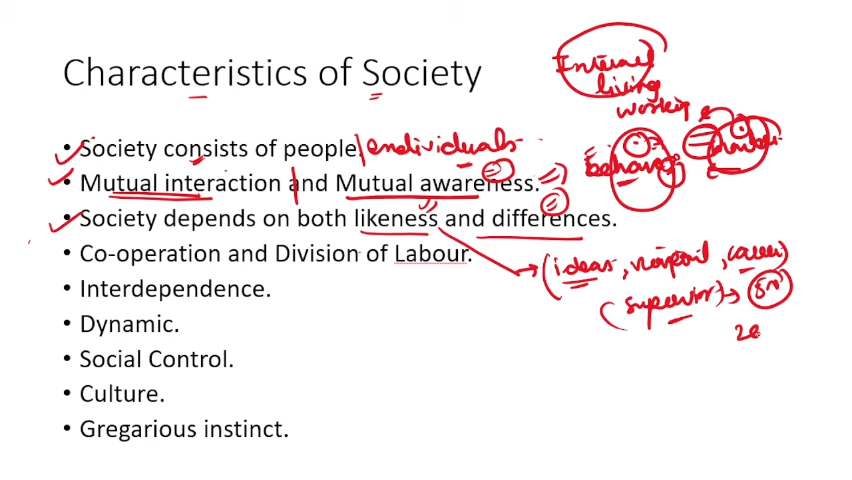 Characteristics of Society
Interact
living
working
• Society consists of people. / individuals
• Mutual interaction and Mutual awareness.
behaviour
• Society depends on both likeness and differences.
• Co-operation and Division of Labour.
(ideas, viewpoint, career)
• Interdependence.
(superior) →
• Dynamic.
• Social Control.
• Culture.
• Gregarious instinct.